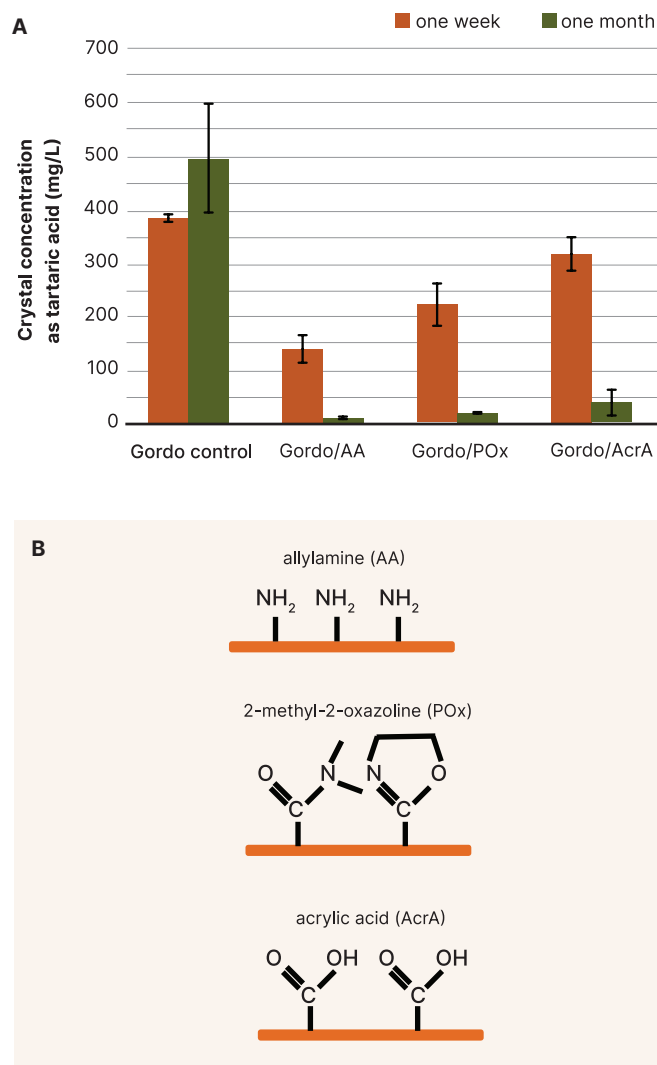 A
one week one month
Crystal concentration
as tartaric acid (mg/L)
700
600
500
400
300
200
100
0
Gordo control Gordo/AA Gordo/POx Gordo/AcrA
B
allylamine (AA)
NH₂ NH₂ NH₂
2-methyl-2-oxazoline (POx)
O N N O
C C
acrylic acid (AcrA)
O OH O OH
C C